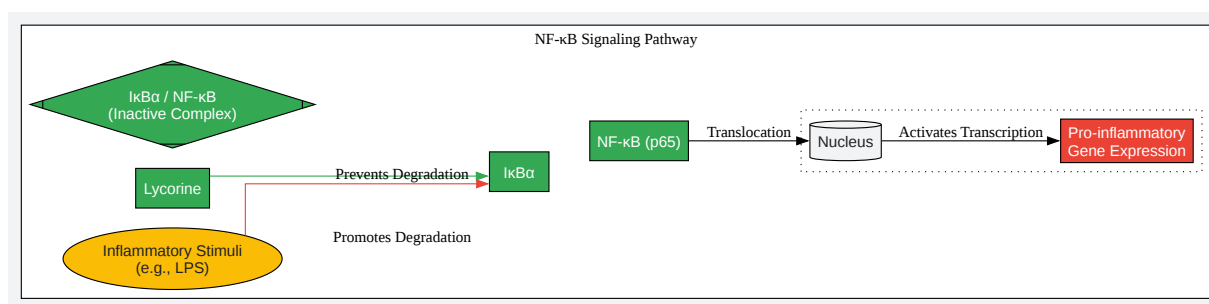 NF-κB Signaling Pathway
IκBα / NF-κB
(Inactive Complex)
NF-κB (p65)
Translocation
Nucleus
Activates Transcription
Pro-inflammatory
Gene Expression
Lycorine
Prevents Degradation
IκBα
Promotes Degradation
Inflammatory Stimuli
(e.g., LPS)